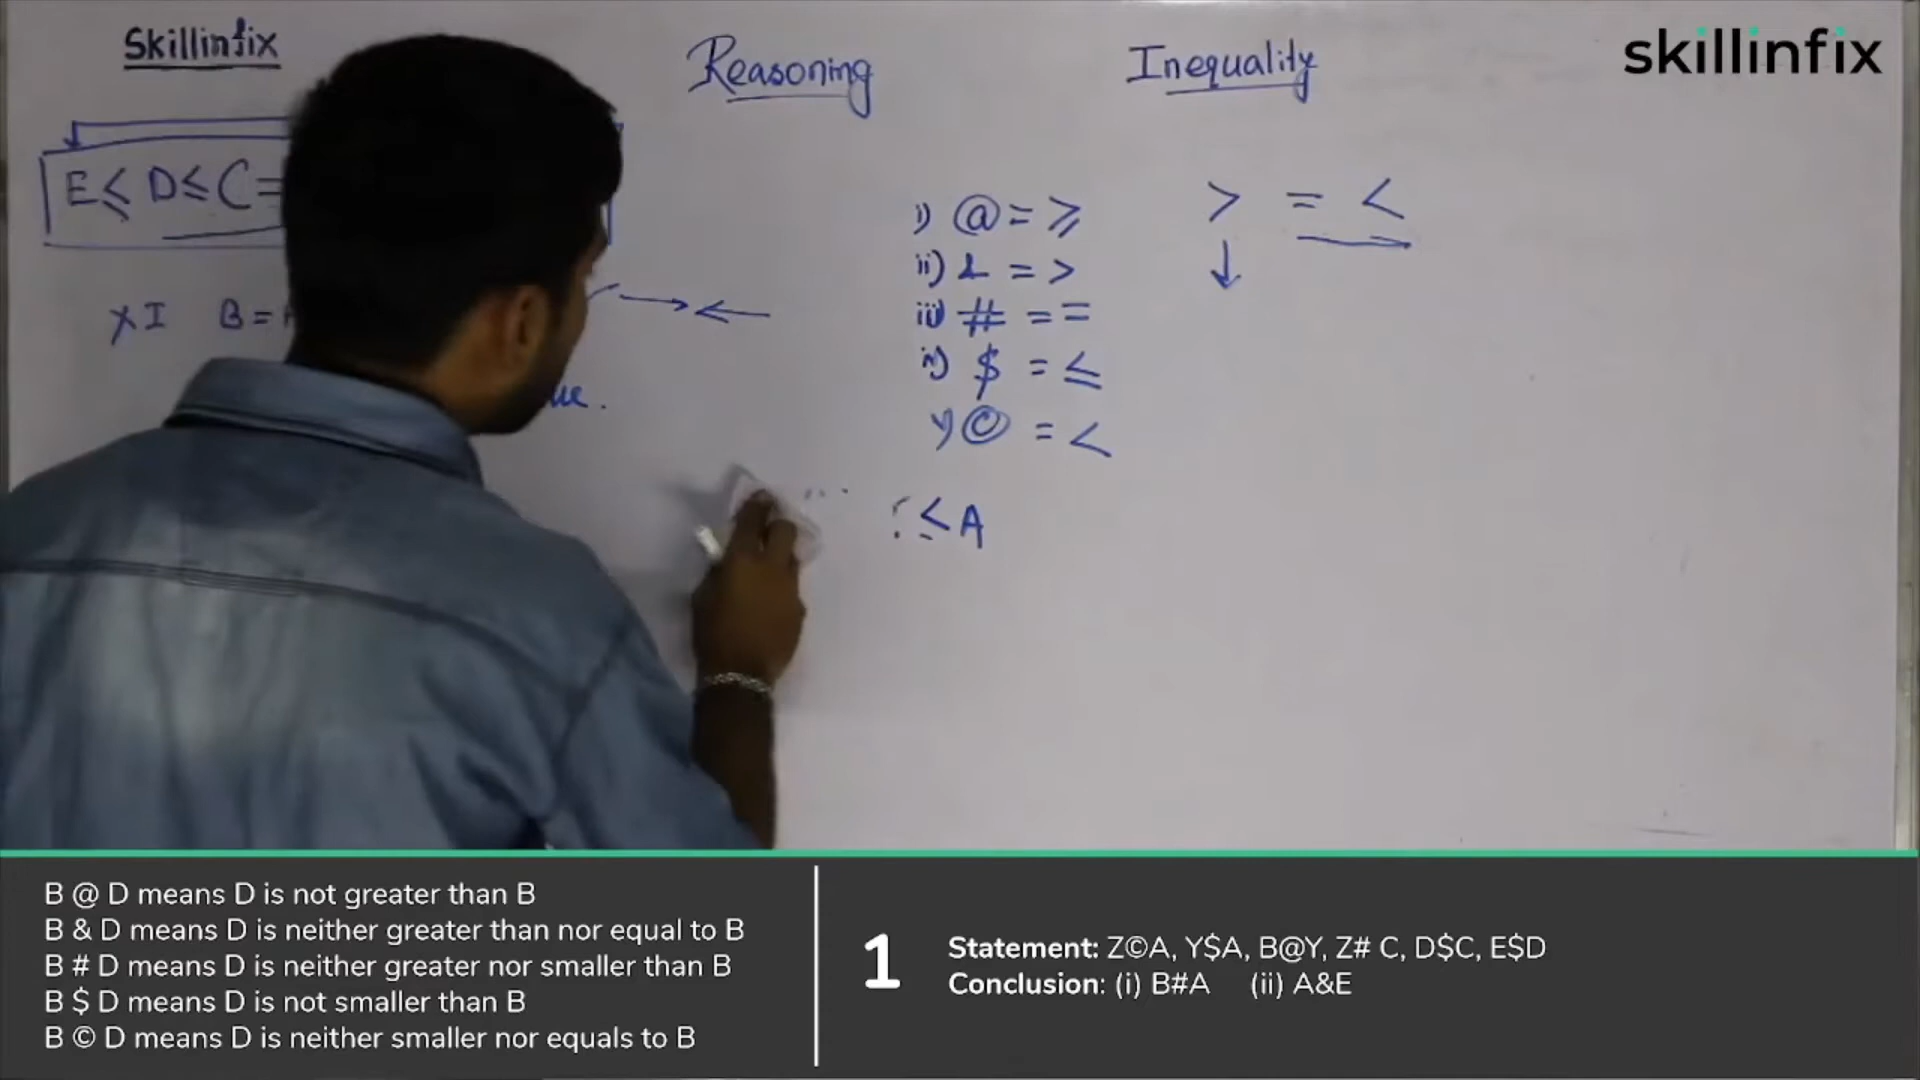 Skillinfix
Reasoning
Inequality
skillinfix
E≤ D≤ C=
i) @ = ≥
ii) & = >
iii) # = =
iv) $ = ≤
v) © = <
> = <
XI B =
≤ A
B @ D means D is not greater than B
B & D means D is neither greater than nor equal to B
B # D means D is neither greater nor smaller than B
B $ D means D is not smaller than B
B © D means D is neither smaller nor equals to B
1
Statement: Z©A, Y$A, B@Y, Z# C, D$C, E$D
Conclusion: (i) B#A (ii) A&E